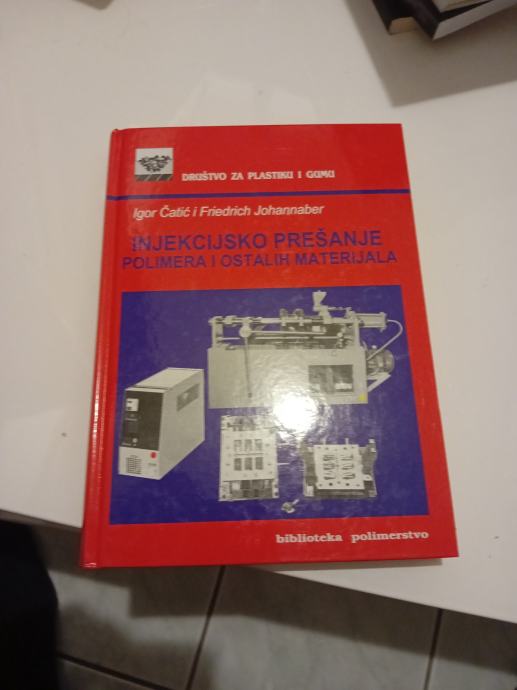 DRUŠTVO ZA PLASTIKU I GUMU
Igor Čatić i Friedrich Johannaber
INJEKCIJSKO PREŠANJE
POLIMERA I OSTALIH MATERIJALA
biblioteka polimerstvo